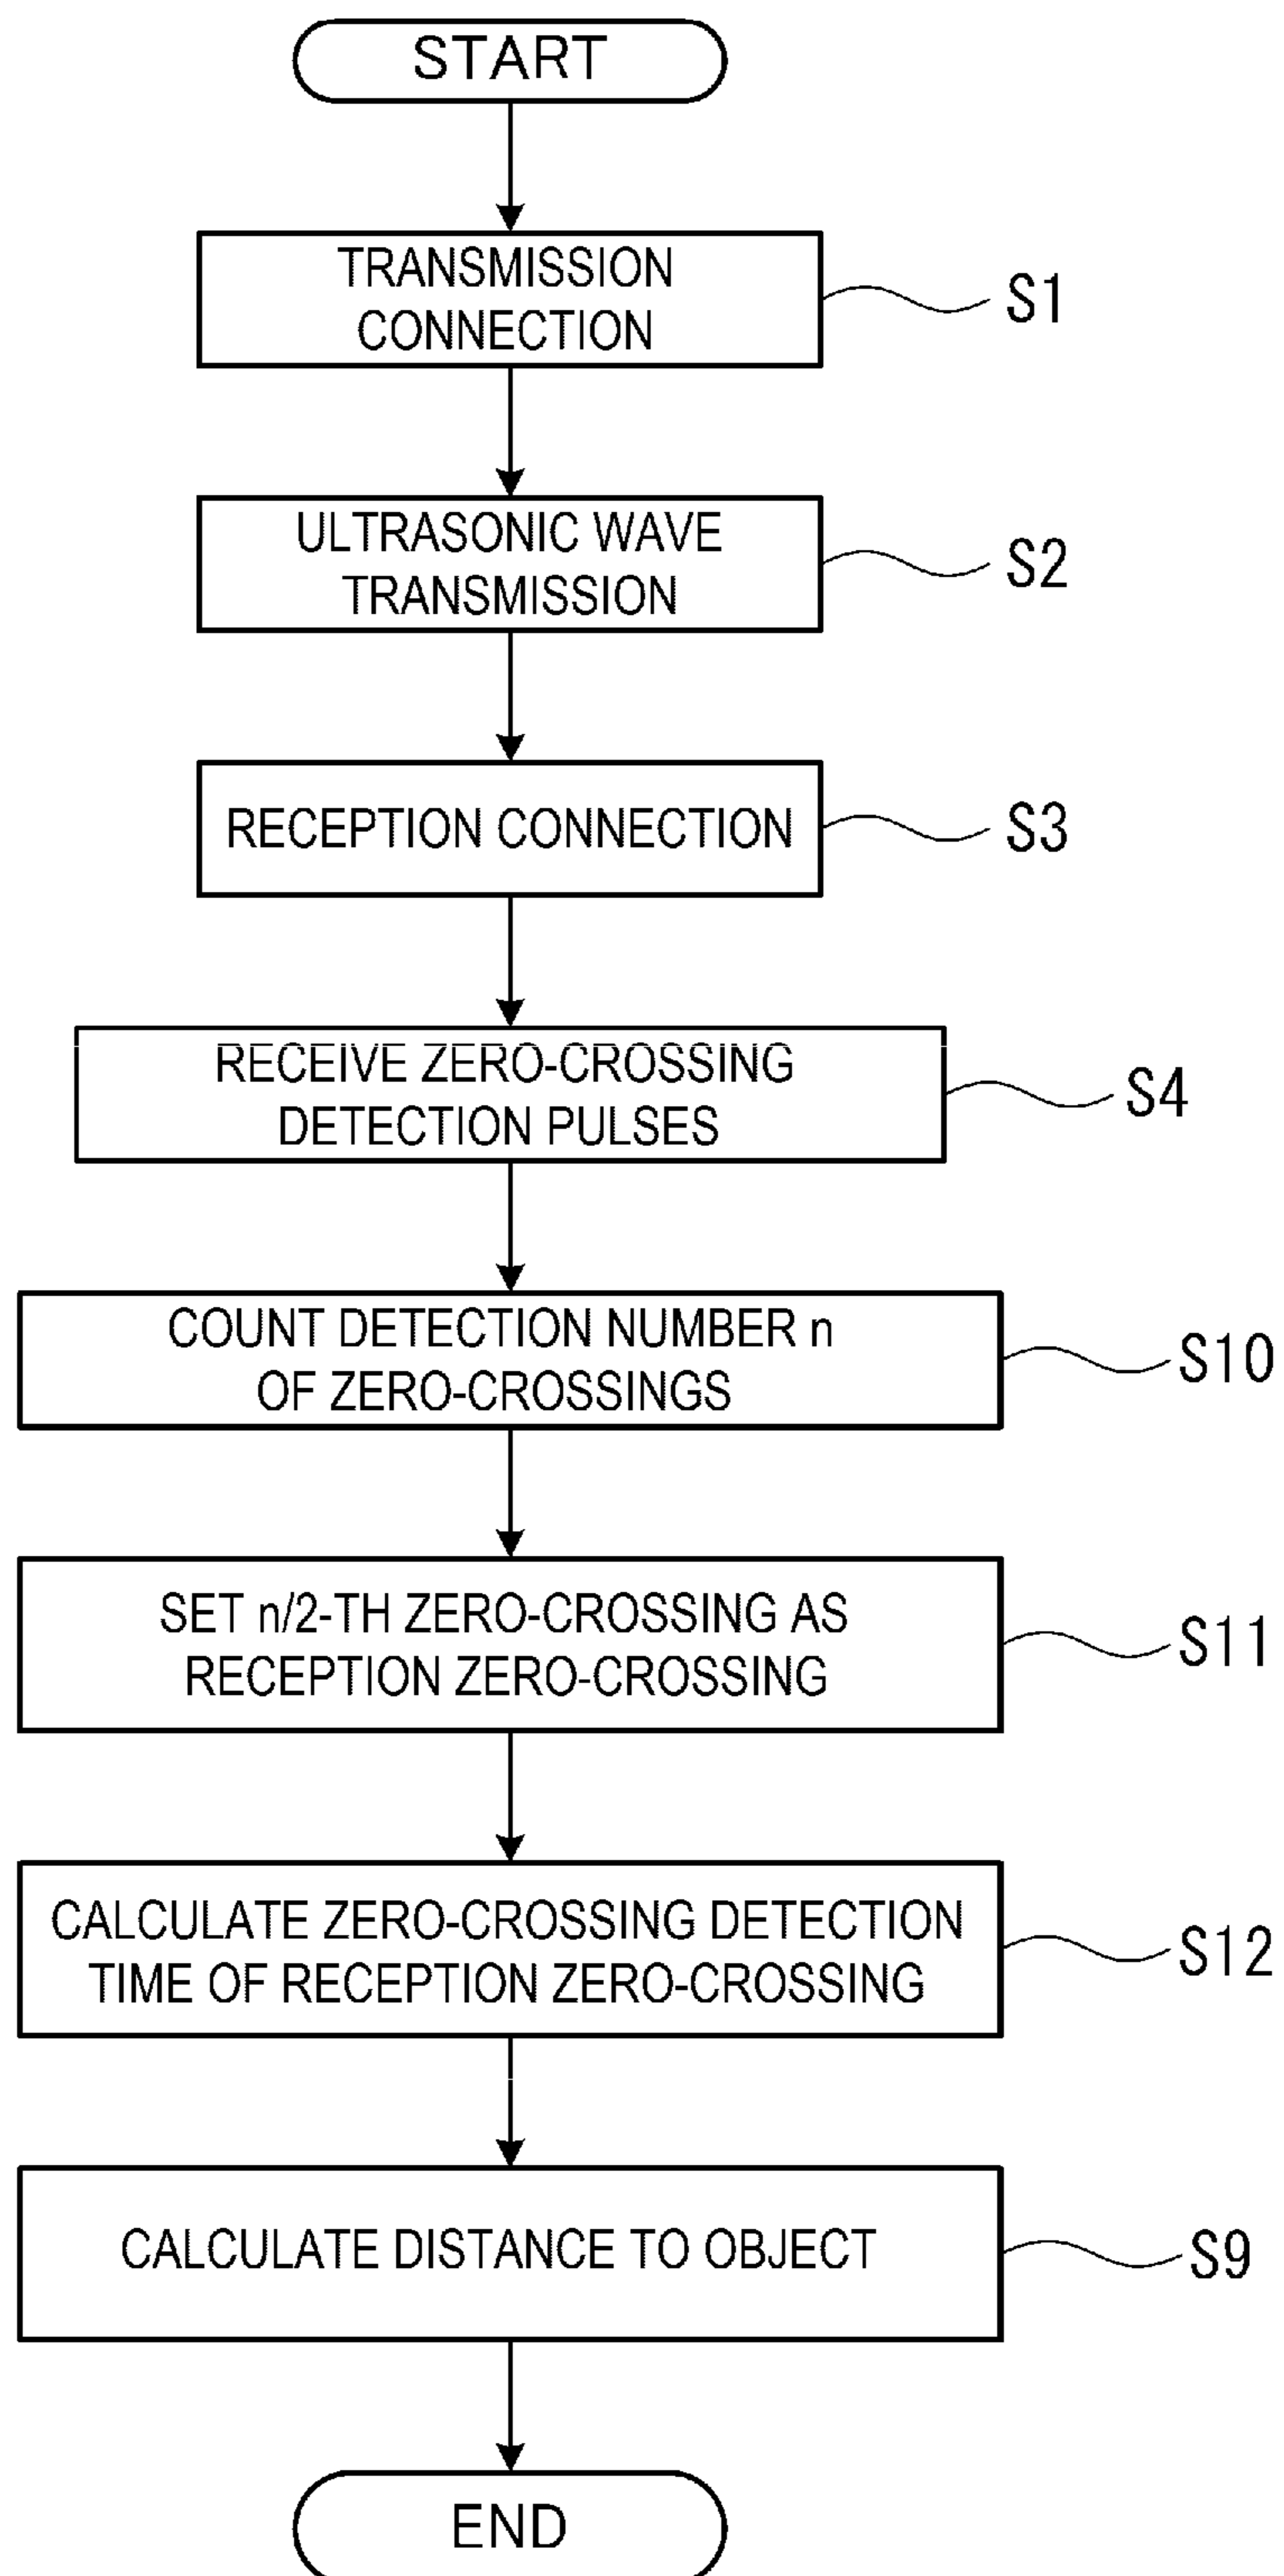 START
TRANSMISSION
CONNECTION
S1
ULTRASONIC WAVE
TRANSMISSION
S2
RECEPTION CONNECTION
S3
RECEIVE ZERO-CROSSING
DETECTION PULSES
S4
COUNT DETECTION NUMBER n
OF ZERO-CROSSINGS
S10
SET n/2-TH ZERO-CROSSING AS
RECEPTION ZERO-CROSSING
S11
CALCULATE ZERO-CROSSING DETECTION
TIME OF RECEPTION ZERO-CROSSING
S12
CALCULATE DISTANCE TO OBJECT
S9
END